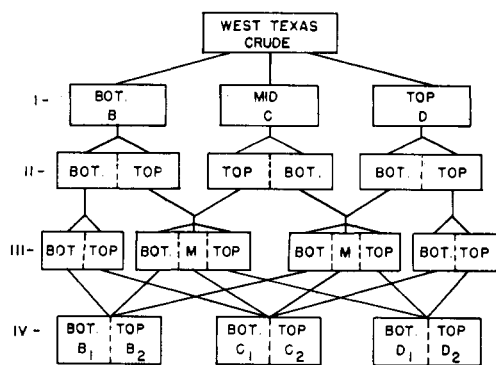 WEST TEXAS
CRUDE
I- BOT. MID TOP
B C D
II- BOT. TOP TOP BOT. BOT. TOP
III- BOT TOP BOT. M TOP BOT. M TOP BOT. TOP
IV - BOT. TOP BOT. TOP BOT. TOP
B1 B2 C1 C2 D1 D2